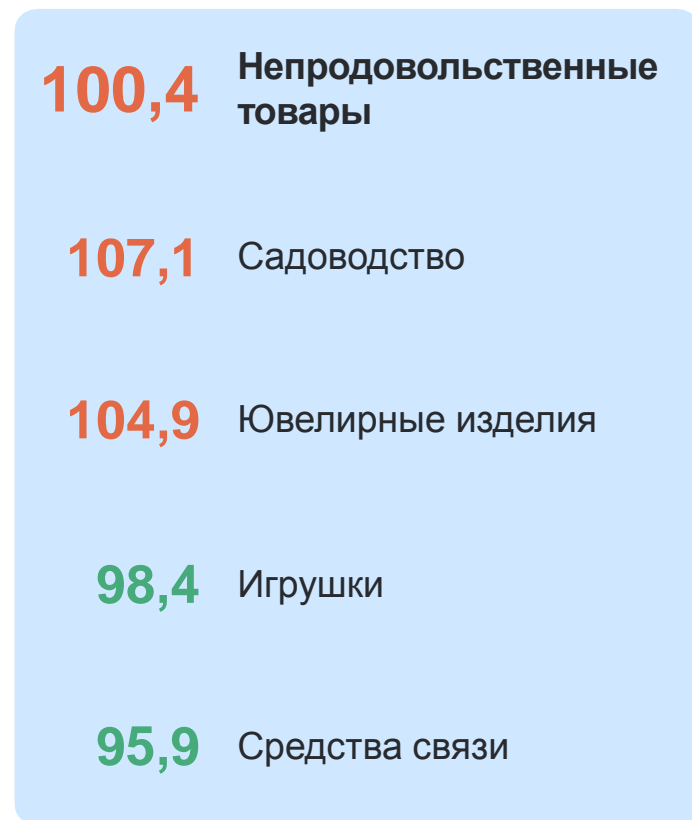 100,4 Непродовольственные
товары
107,1 Садоводство
104,9 Ювелирные изделия
98,4 Игрушки
95,9 Средства связи